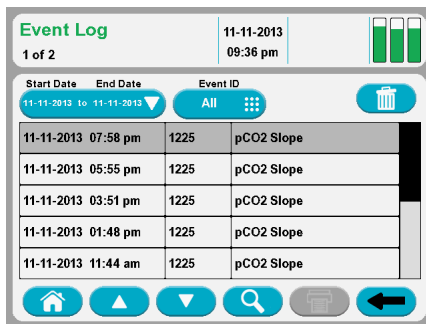 Event Log
1 of 2
11-11-2013
09:36 pm
Start Date End Date Event ID
11-11-2013 to 11-11-2013 All
11-11-2013 07:58 pm 1225 pCO2 Slope
11-11-2013 05:55 pm 1225 pCO2 Slope
11-11-2013 03:51 pm 1225 pCO2 Slope
11-11-2013 01:48 pm 1225 pCO2 Slope
11-11-2013 11:44 am 1225 pCO2 Slope